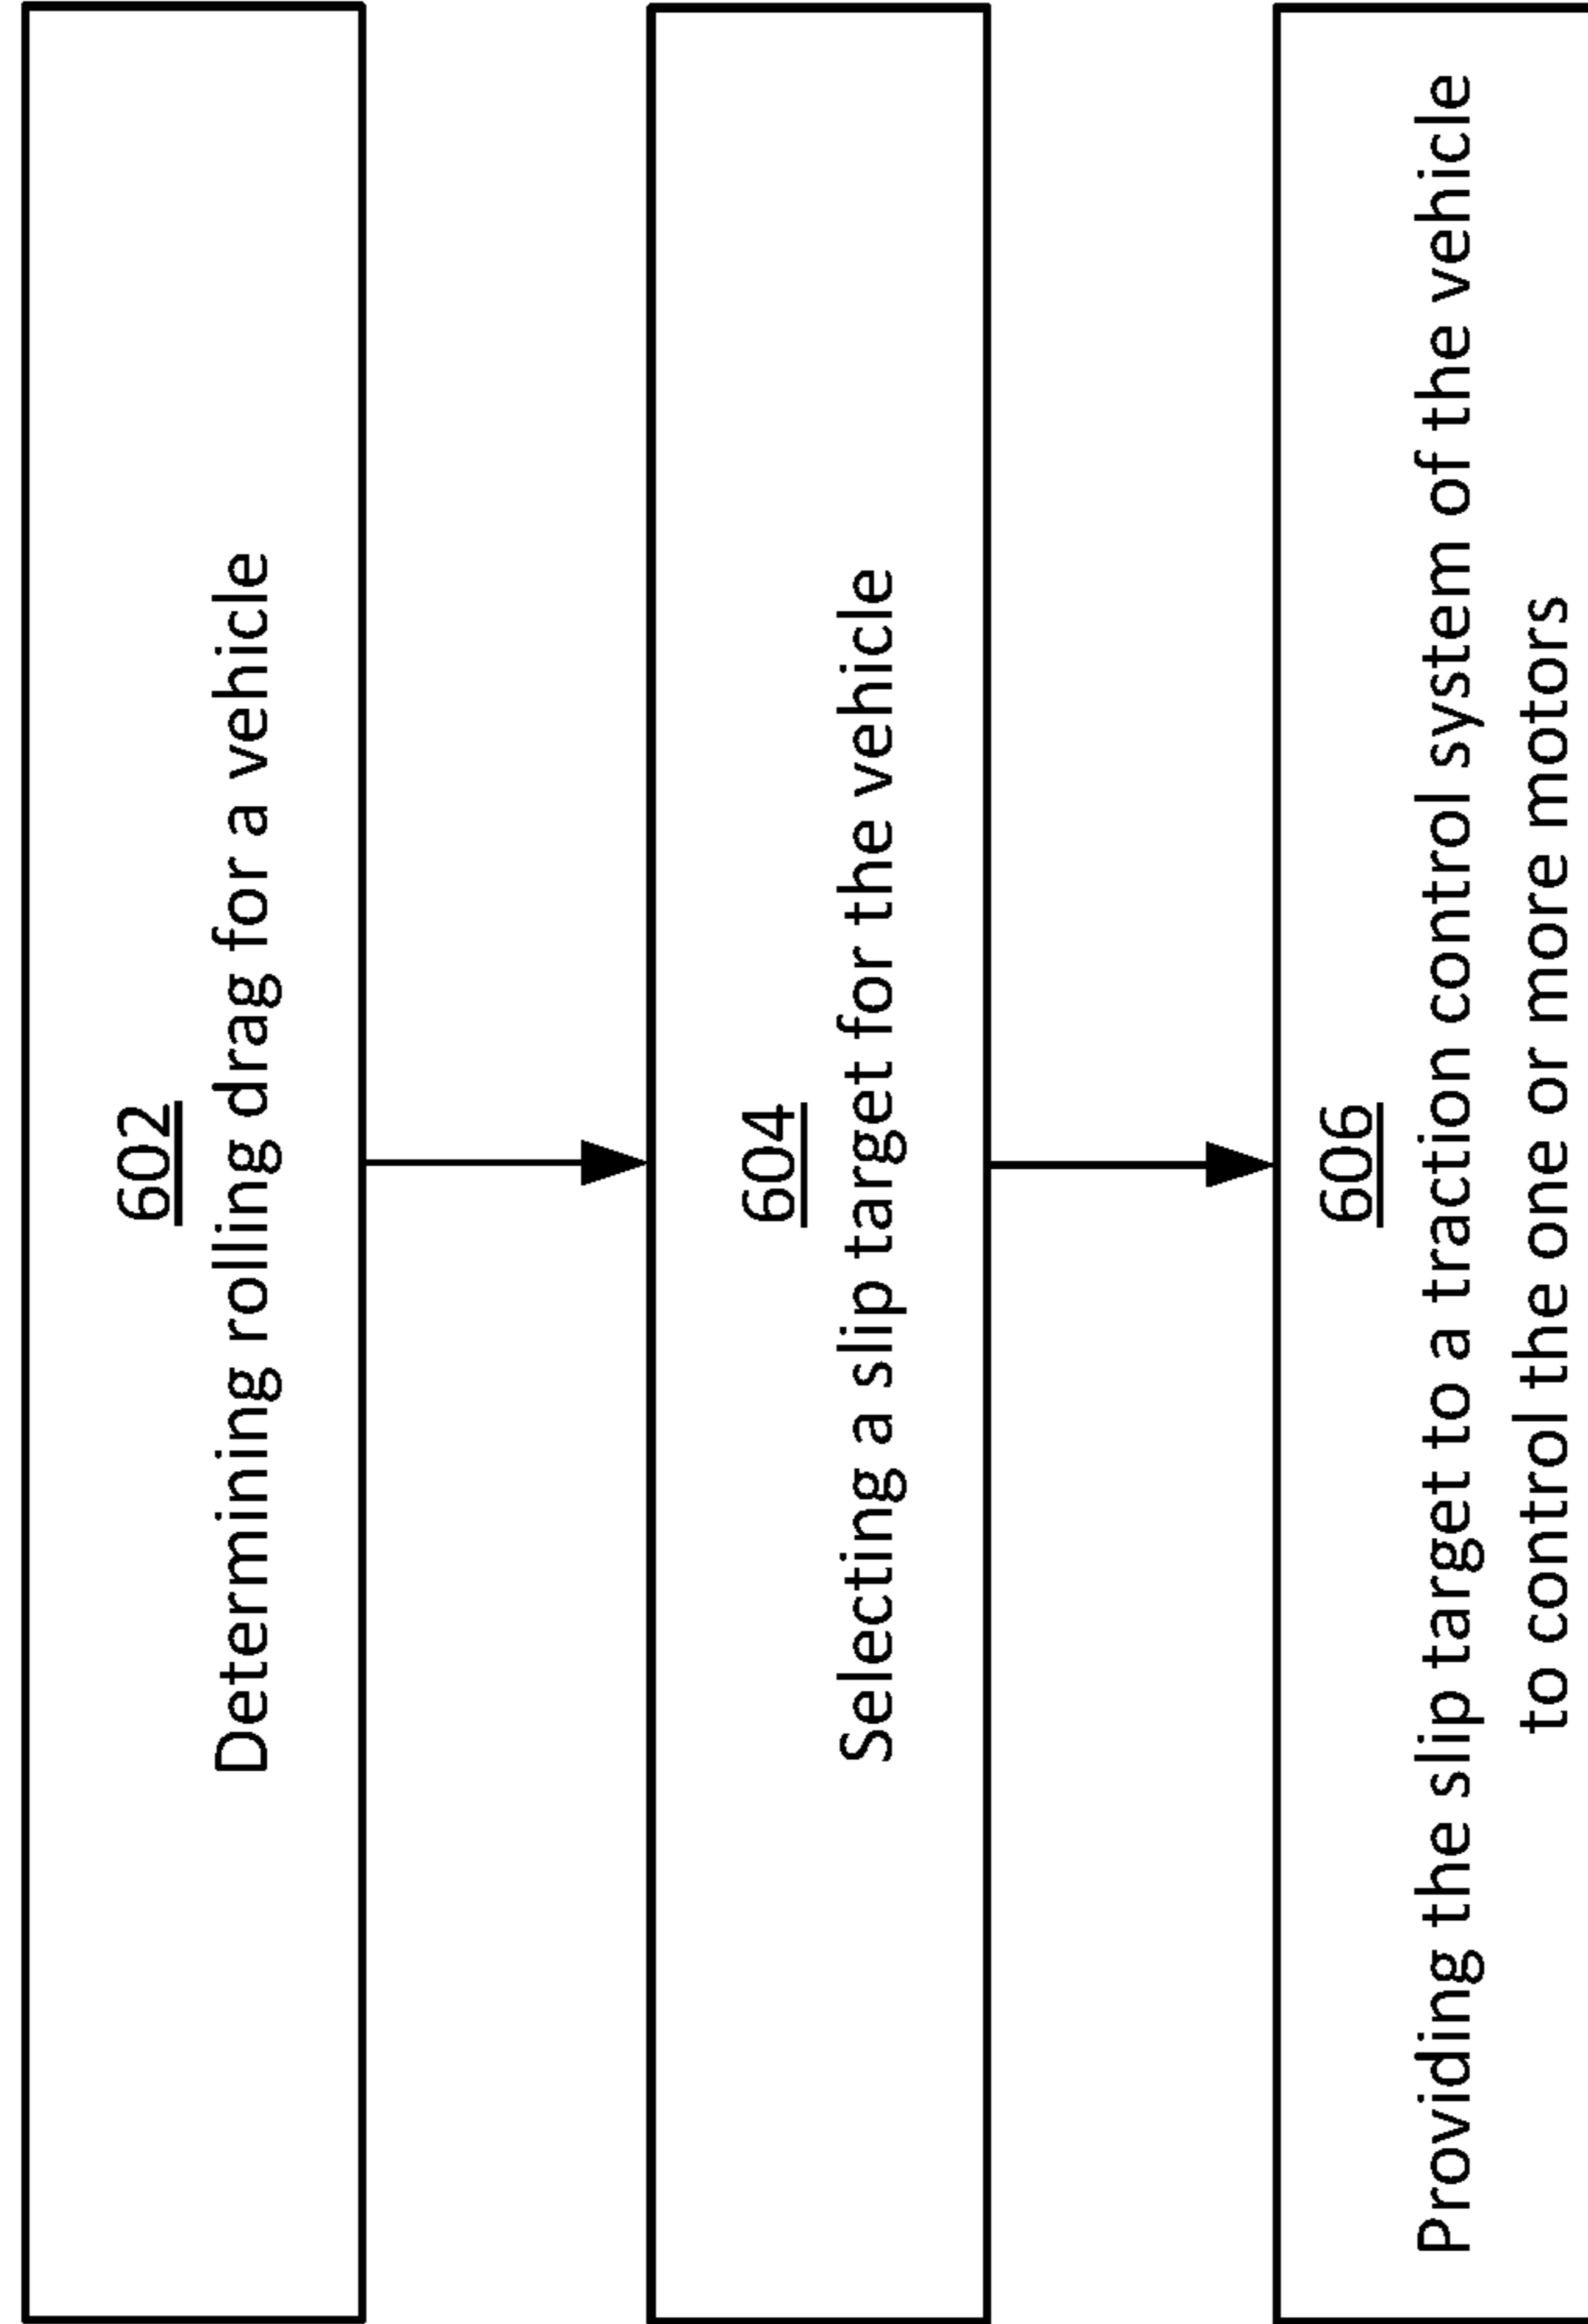 602
Determining rolling drag for a vehicle
604
Selecting a slip target for the vehicle
606
Providing the slip target to a traction control system of the vehicle
to control the one or more motors